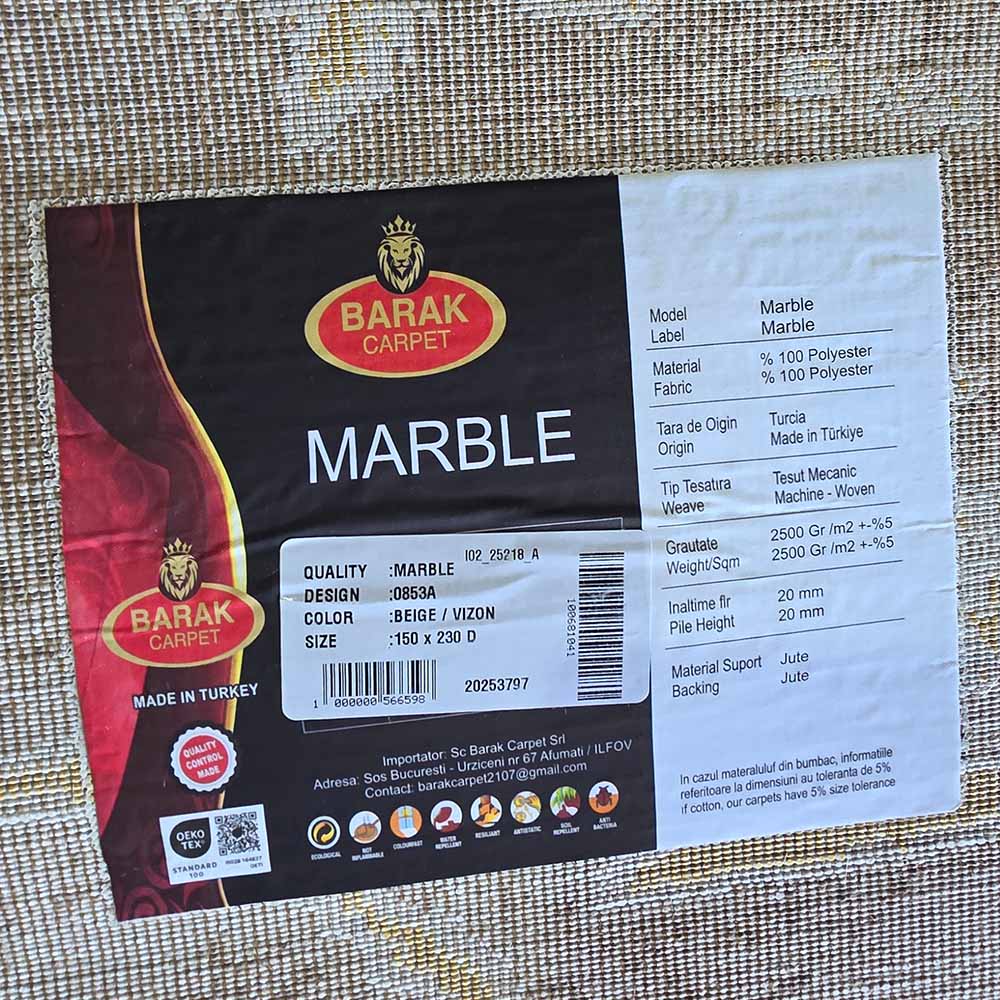 BARAK
CARPET
MARBLE
BARAK
CARPET
MADE IN TURKEY
QUALITY
CONTROL
MADE
OEKO
TEX®
STANDARD
100
I02_25218_A
QUALITY :MARBLE
DESIGN :0853A
COLOR :BEIGE / VIZON
SIZE :150 x 230 D
1 000000 566598
20253797
100681041
Importator: Sc Barak Carpet Srl
Adresa: Sos Bucuresti - Urziceni nr 67 Afumati / ILFOV
Contact: barakcarpet2107@gmail.com
ECOLOGICAL
NOT
INFLAMMABLE
COLOURFAST
WATER
REPELLENT
RESILIANT
ANTISTATIC
SOIL
REPELLENT
ANTI
BACTERIA
Model Marble
Label Marble
Material % 100 Polyester
Fabric % 100 Polyester
Tara de Oigin Turcia
Origin Made in Türkiye
Tip Tesatıra Tesut Mecanic
Weave Machine - Woven
Grautate 2500 Gr /m2 +-%5
Weight/Sqm 2500 Gr /m2 +-%5
Inaltime fir 20 mm
Pile Height 20 mm
Material Suport Jute
Backing Jute
In cazul materaluluf din bumbac, informatiile
referitoare la dimensiuni au toleranta de 5%
if cotton, our carpets have 5% size tolerance